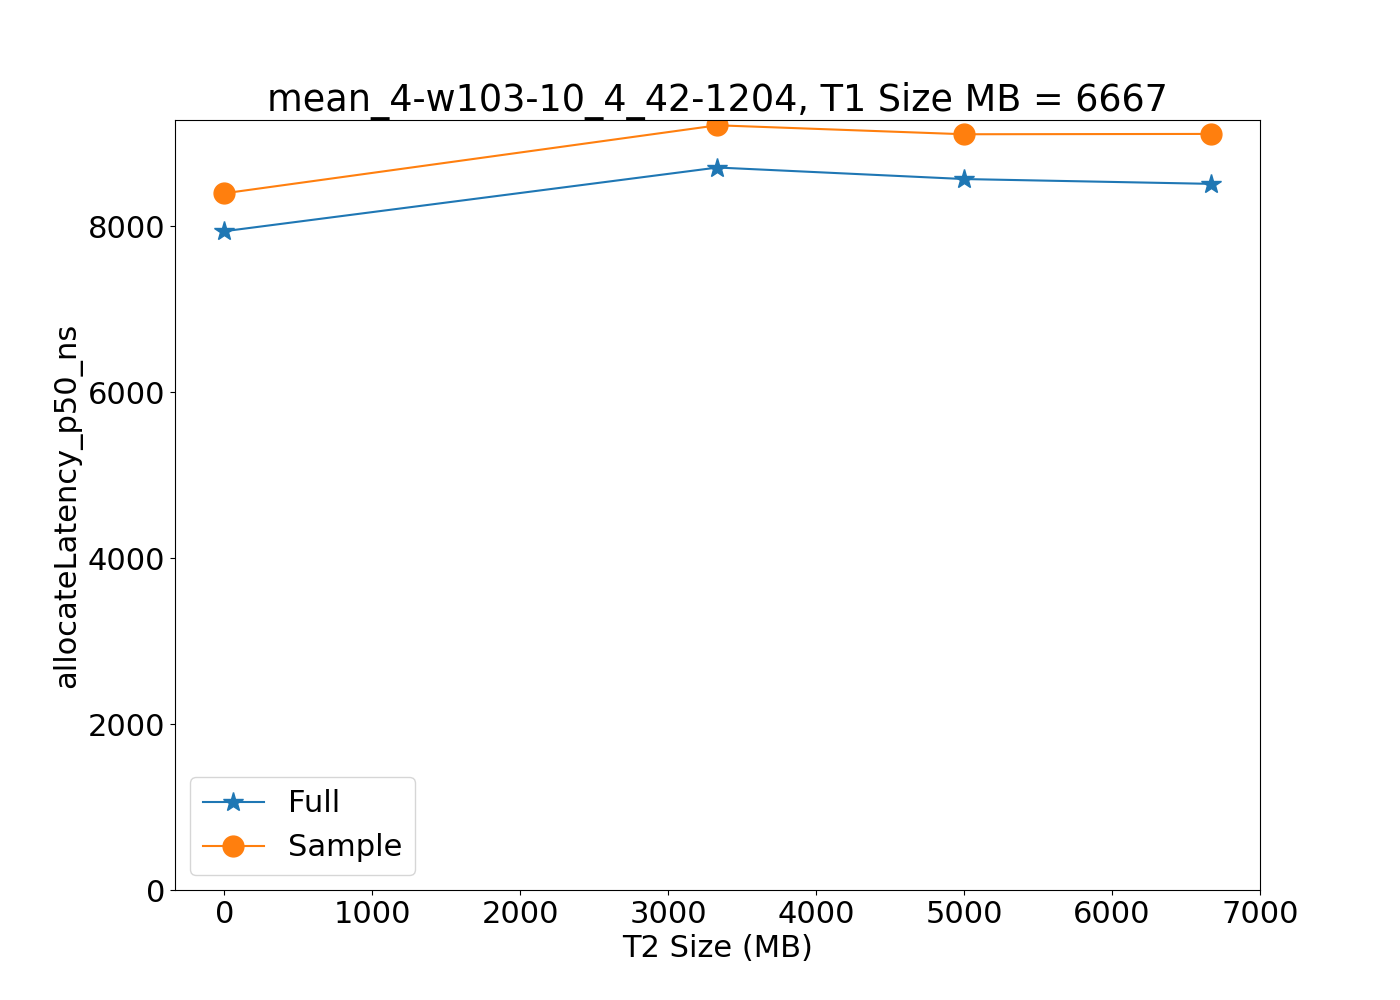 mean_4-w103-10_4_42-1204, T1 Size MB = 6667
allocateLatency_p50_ns
8000
6000
4000
2000
0
Full
Sample
0 1000 2000 3000 4000 5000 6000 7000
T2 Size (MB)